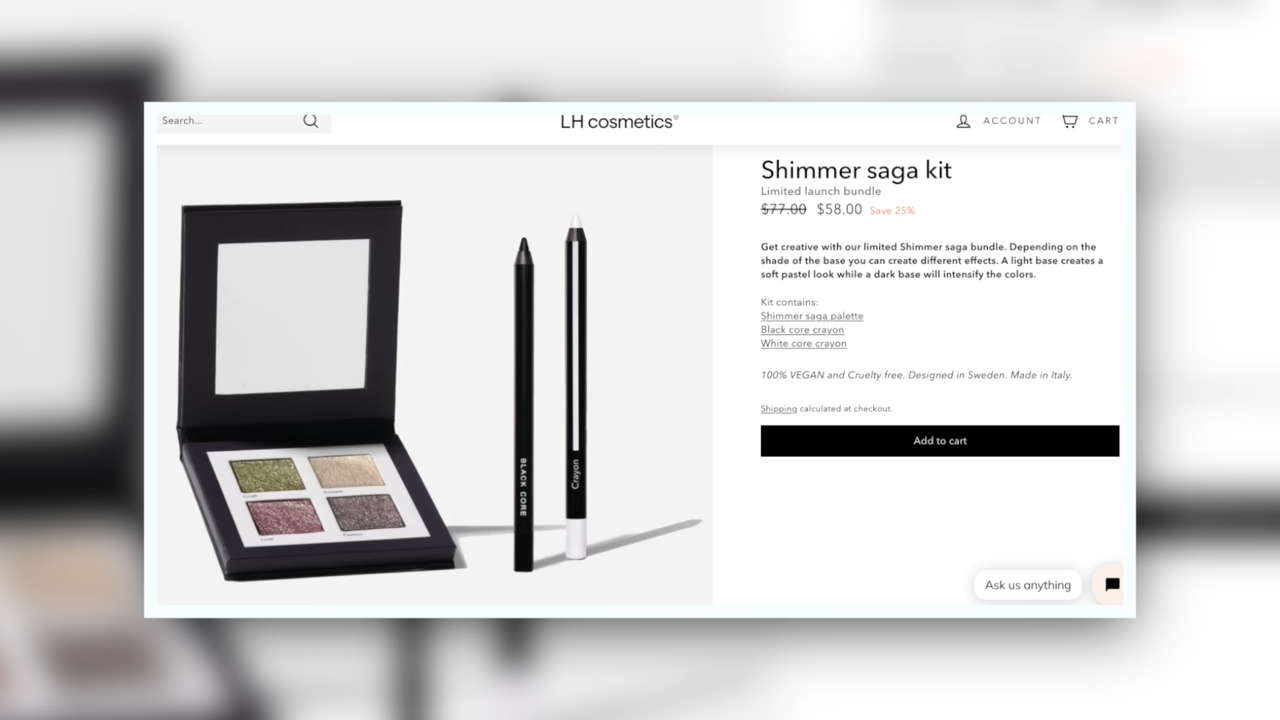 Search...
LH cosmetics®
ACCOUNT
CART
Shimmer saga kit
Limited launch bundle
$77.00 $58.00 Save 25%
Get creative with our limited Shimmer saga bundle. Depending on the
shade of the base you can create different effects. A light base creates a
soft pastel look while a dark base will intensify the colors.
Kit contains:
Shimmer saga palette
Black core crayon
White core crayon
100% VEGAN and Cruelty free. Designed in Sweden. Made in Italy.
Shipping calculated at checkout.
Add to cart
Ask us anything
BLACK CORE
Crayon